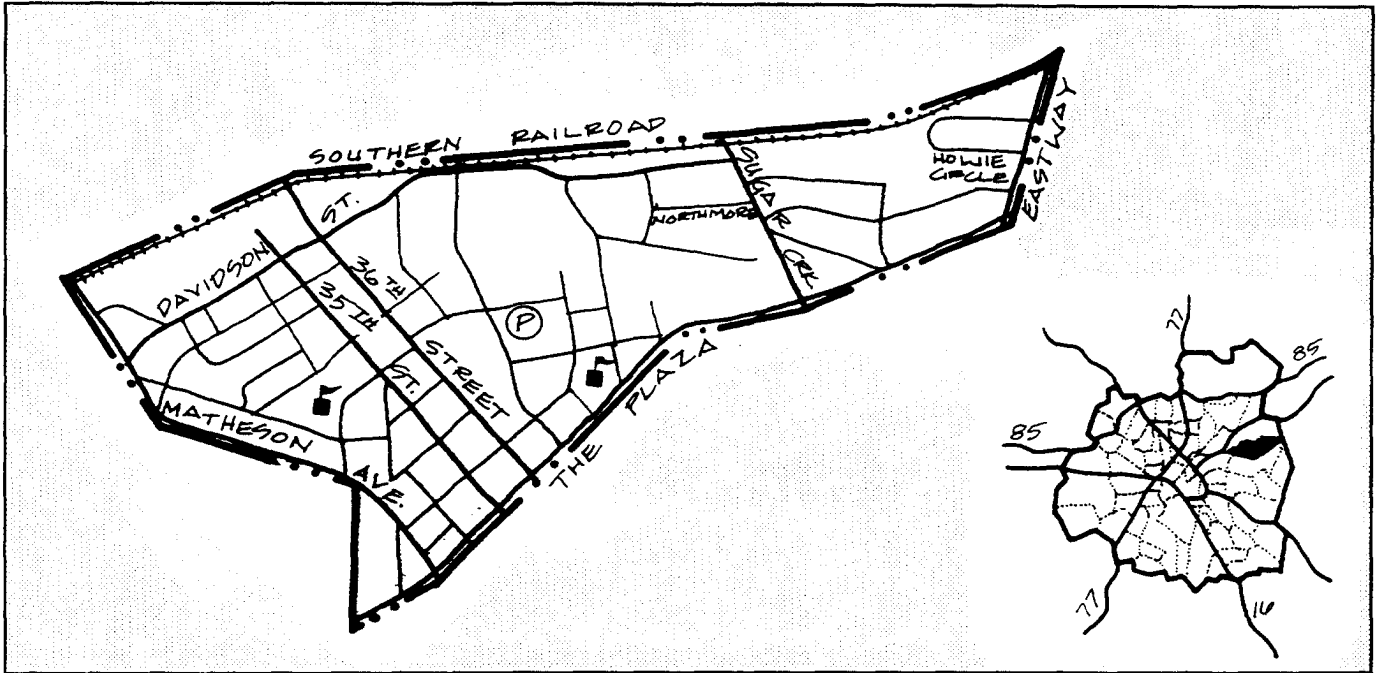 SOUTHERN RAILROAD
EASTWAY
HOWIE
CIRCLE
SUGAR CRK
NORTHMORE
DAVIDSON ST.
36TH STREET
35TH ST.
P
THE PLAZA
MATHESON AVE.
77
85
85
77
16